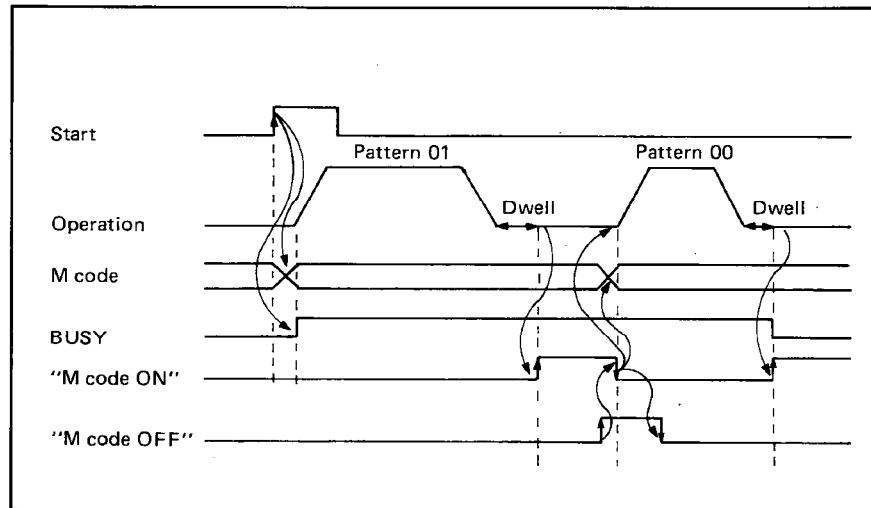 Start
Pattern 01
Pattern 00
Operation
Dwell
Dwell
M code
BUSY
"M code ON"
"M code OFF"